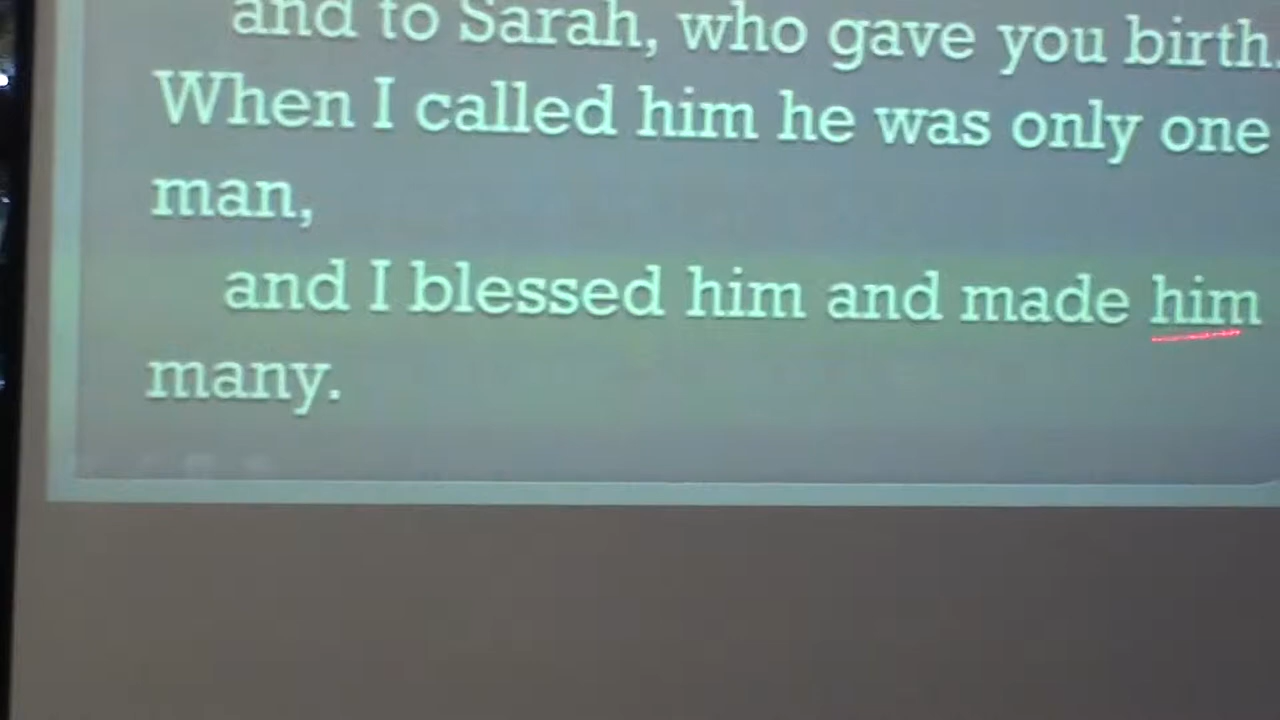 and to Sarah, who gave you birth.
When I called him he was only one
man,
and I blessed him and made him
many.